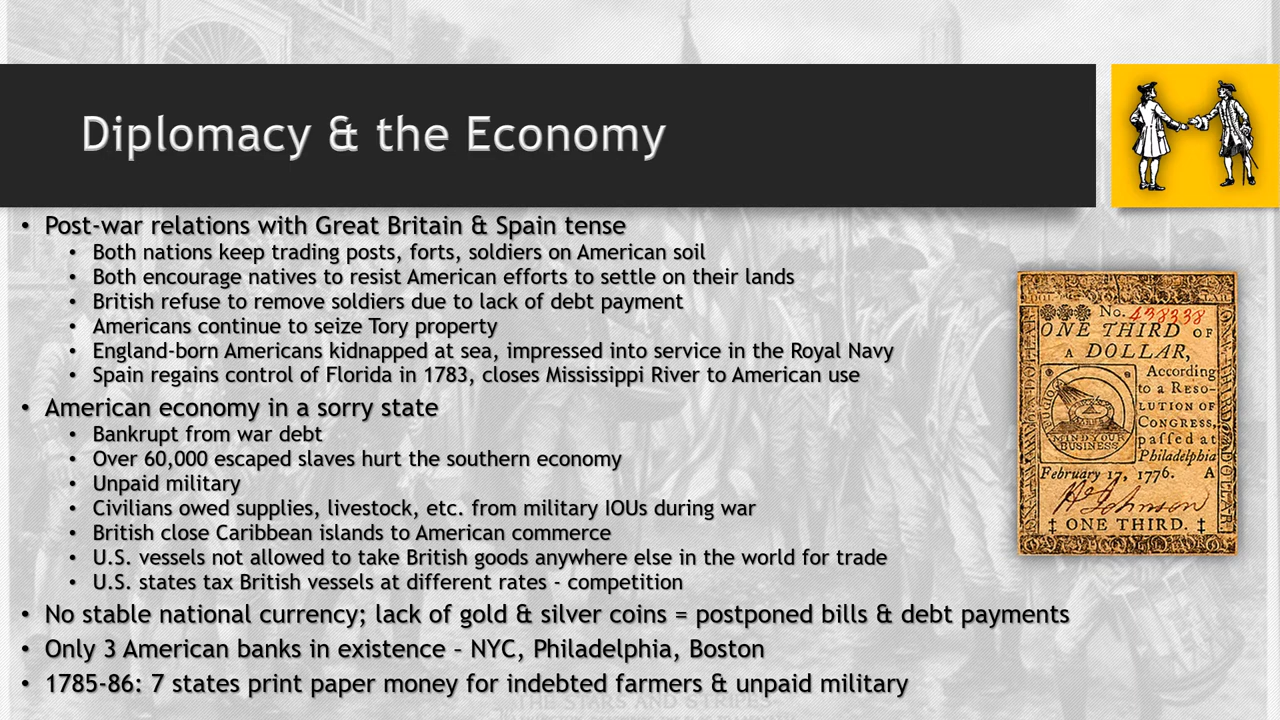 Diplomacy & the Economy
• Post-war relations with Great Britain & Spain tense
• Both nations keep trading posts, forts, soldiers on American soil
• Both encourage natives to resist American efforts to settle on their lands
• British refuse to remove soldiers due to lack of debt payment
• Americans continue to seize Tory property
• England-born Americans kidnapped at sea, impressed into service in the Royal Navy
• Spain regains control of Florida in 1783, closes Mississippi River to American use
• American economy in a sorry state
• Bankrupt from war debt
• Over 60,000 escaped slaves hurt the southern economy
• Unpaid military
• Civilians owed supplies, livestock, etc. from military IOUs during war
• British close Caribbean islands to American commerce
• U.S. vessels not allowed to take British goods anywhere else in the world for trade
• U.S. states tax British vessels at different rates - competition
• No stable national currency; lack of gold & silver coins = postponed bills & debt payments
• Only 3 American banks in existence – NYC, Philadelphia, Boston
• 1785-86: 7 states print paper money for indebted farmers & unpaid military
No. 438338
ONE THIRD OF
A DOLLAR,
According
to a Reso-
LUTION OF
CONGRESS,
paſſed at
Philadelphia
February 17, 1776. A
MIND YOUR
BUSINESS
‡ ONE THIRD. ‡
THE STARS AND STRIPES